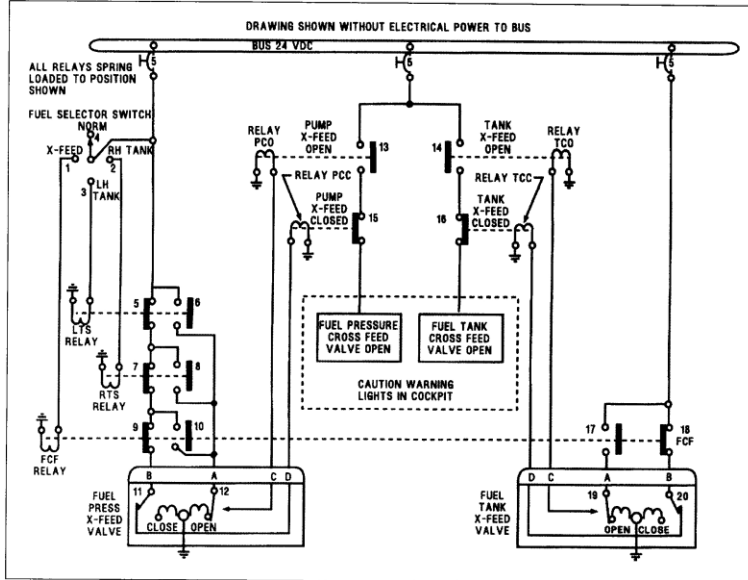 DRAWING SHOWN WITHOUT ELECTRICAL POWER TO BUS
BUS 24 VDC
5
5
5
ALL RELAYS SPRING
LOADED TO POSITION
SHOWN
FUEL SELECTOR SWITCH
NORM
4
X-FEED
RH TANK
1
2
3
LH
TANK
RELAY
PCO
PUMP
X-FEED
OPEN
13
14
TANK
X-FEED
OPEN
RELAY
TCO
RELAY PCC
RELAY TCC
PUMP
X-FEED
CLOSED
15
16
TANK
X-FEED
CLOSED
5
6
LTS
RELAY
7
8
RTS
RELAY
9
10
FCF
RELAY
FUEL PRESSURE
CROSS FEED
VALVE OPEN
FUEL TANK
CROSS FEED
VALVE OPEN
CAUTION WARNING
LIGHTS IN COCKPIT
17
18
FCF
B
A
C
D
11
12
CLOSE
OPEN
FUEL
PRESS
X-FEED
VALVE
D
C
A
B
19
20
OPEN
CLOSE
FUEL
TANK
X-FEED
VALVE